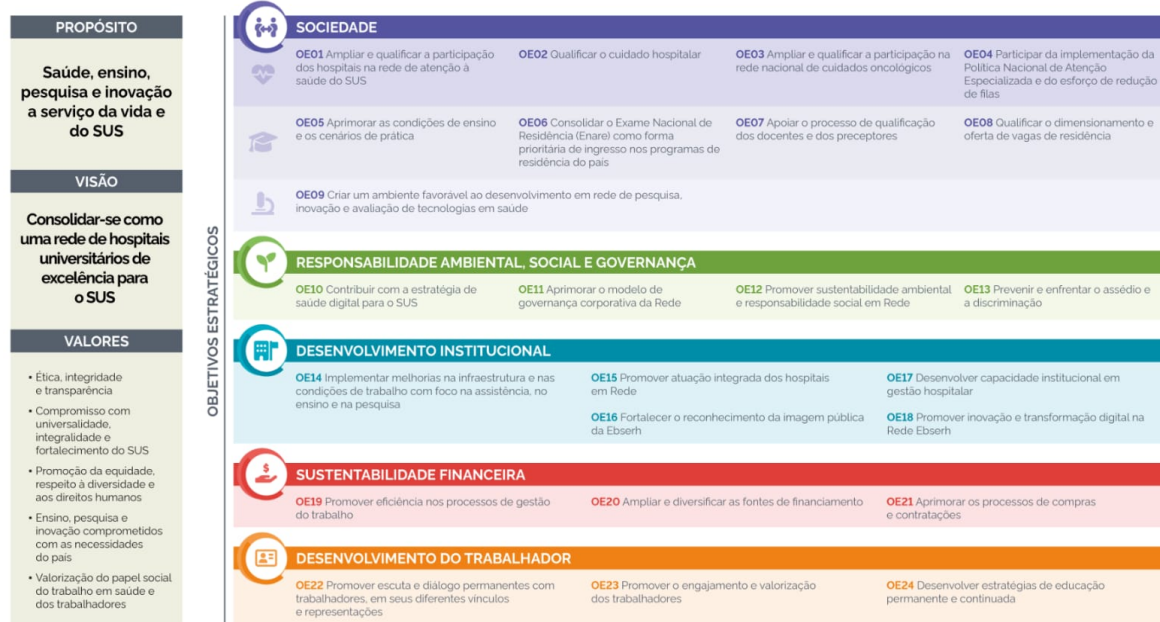 PROPÓSITO
Saúde, ensino,
pesquisa e inovação
a serviço da vida e
do SUS
VISÃO
Consolidar-se como
uma rede de hospitais
universitários de
excelência para
o SUS
VALORES
• Ética, integridade
e transparência
• Compromisso com
universalidade,
integralidade e
fortalecimento do SUS
• Promoção da equidade,
respeito à diversidade e
aos direitos humanos
• Ensino, pesquisa e
inovação comprometidos
com as necessidades
do país
• Valorização do papel social
do trabalho em saúde e
dos trabalhadores
OBJETIVOS ESTRATÉGICOS
SOCIEDADE
OE01 Ampliar e qualificar a participação
dos hospitais na rede de atenção à
saúde do SUS
OE02 Qualificar o cuidado hospitalar
OE03 Ampliar e qualificar a participação na
rede nacional de cuidados oncológicos
OE04 Participar da implementação da
Política Nacional de Atenção
Especializada e do esforço de redução
de filas
OE05 Aprimorar as condições de ensino
e os cenários de prática
OE06 Consolidar o Exame Nacional de
Residência (Enare) como forma
prioritária de ingresso nos programas de
residência do país
OE07 Apoiar o processo de qualificação
dos docentes e dos preceptores
OE08 Qualificar o dimensionamento e
oferta de vagas de residência
OE09 Criar um ambiente favorável ao desenvolvimento em rede de pesquisa,
inovação e avaliação de tecnologias em saúde
RESPONSABILIDADE AMBIENTAL, SOCIAL E GOVERNANÇA
OE10 Contribuir com a estratégia de
saúde digital para o SUS
OE11 Aprimorar o modelo de
governança corporativa da Rede
OE12 Promover sustentabilidade ambiental
e responsabilidade social em Rede
OE13 Prevenir e enfrentar o assédio e
a discriminação
DESENVOLVIMENTO INSTITUCIONAL
OE14 Implementar melhorias na infraestrutura e nas
condições de trabalho com foco na assistência, no
ensino e na pesquisa
OE15 Promover atuação integrada dos hospitais
em Rede
OE16 Fortalecer o reconhecimento da imagem pública
da Ebserh
OE17 Desenvolver capacidade institucional em
gestão hospitalar
OE18 Promover inovação e transformação digital na
Rede Ebserh
SUSTENTABILIDADE FINANCEIRA
OE19 Promover eficiência nos processos de gestão
do trabalho
OE20 Ampliar e diversificar as fontes de financiamento
OE21 Aprimorar os processos de compras
e contratações
DESENVOLVIMENTO DO TRABALHADOR
OE22 Promover escuta e diálogo permanentes com
trabalhadores, em seus diferentes vínculos
e representações
OE23 Promover o engajamento e valorização
dos trabalhadores
OE24 Desenvolver estratégias de educação
permanente e continuada